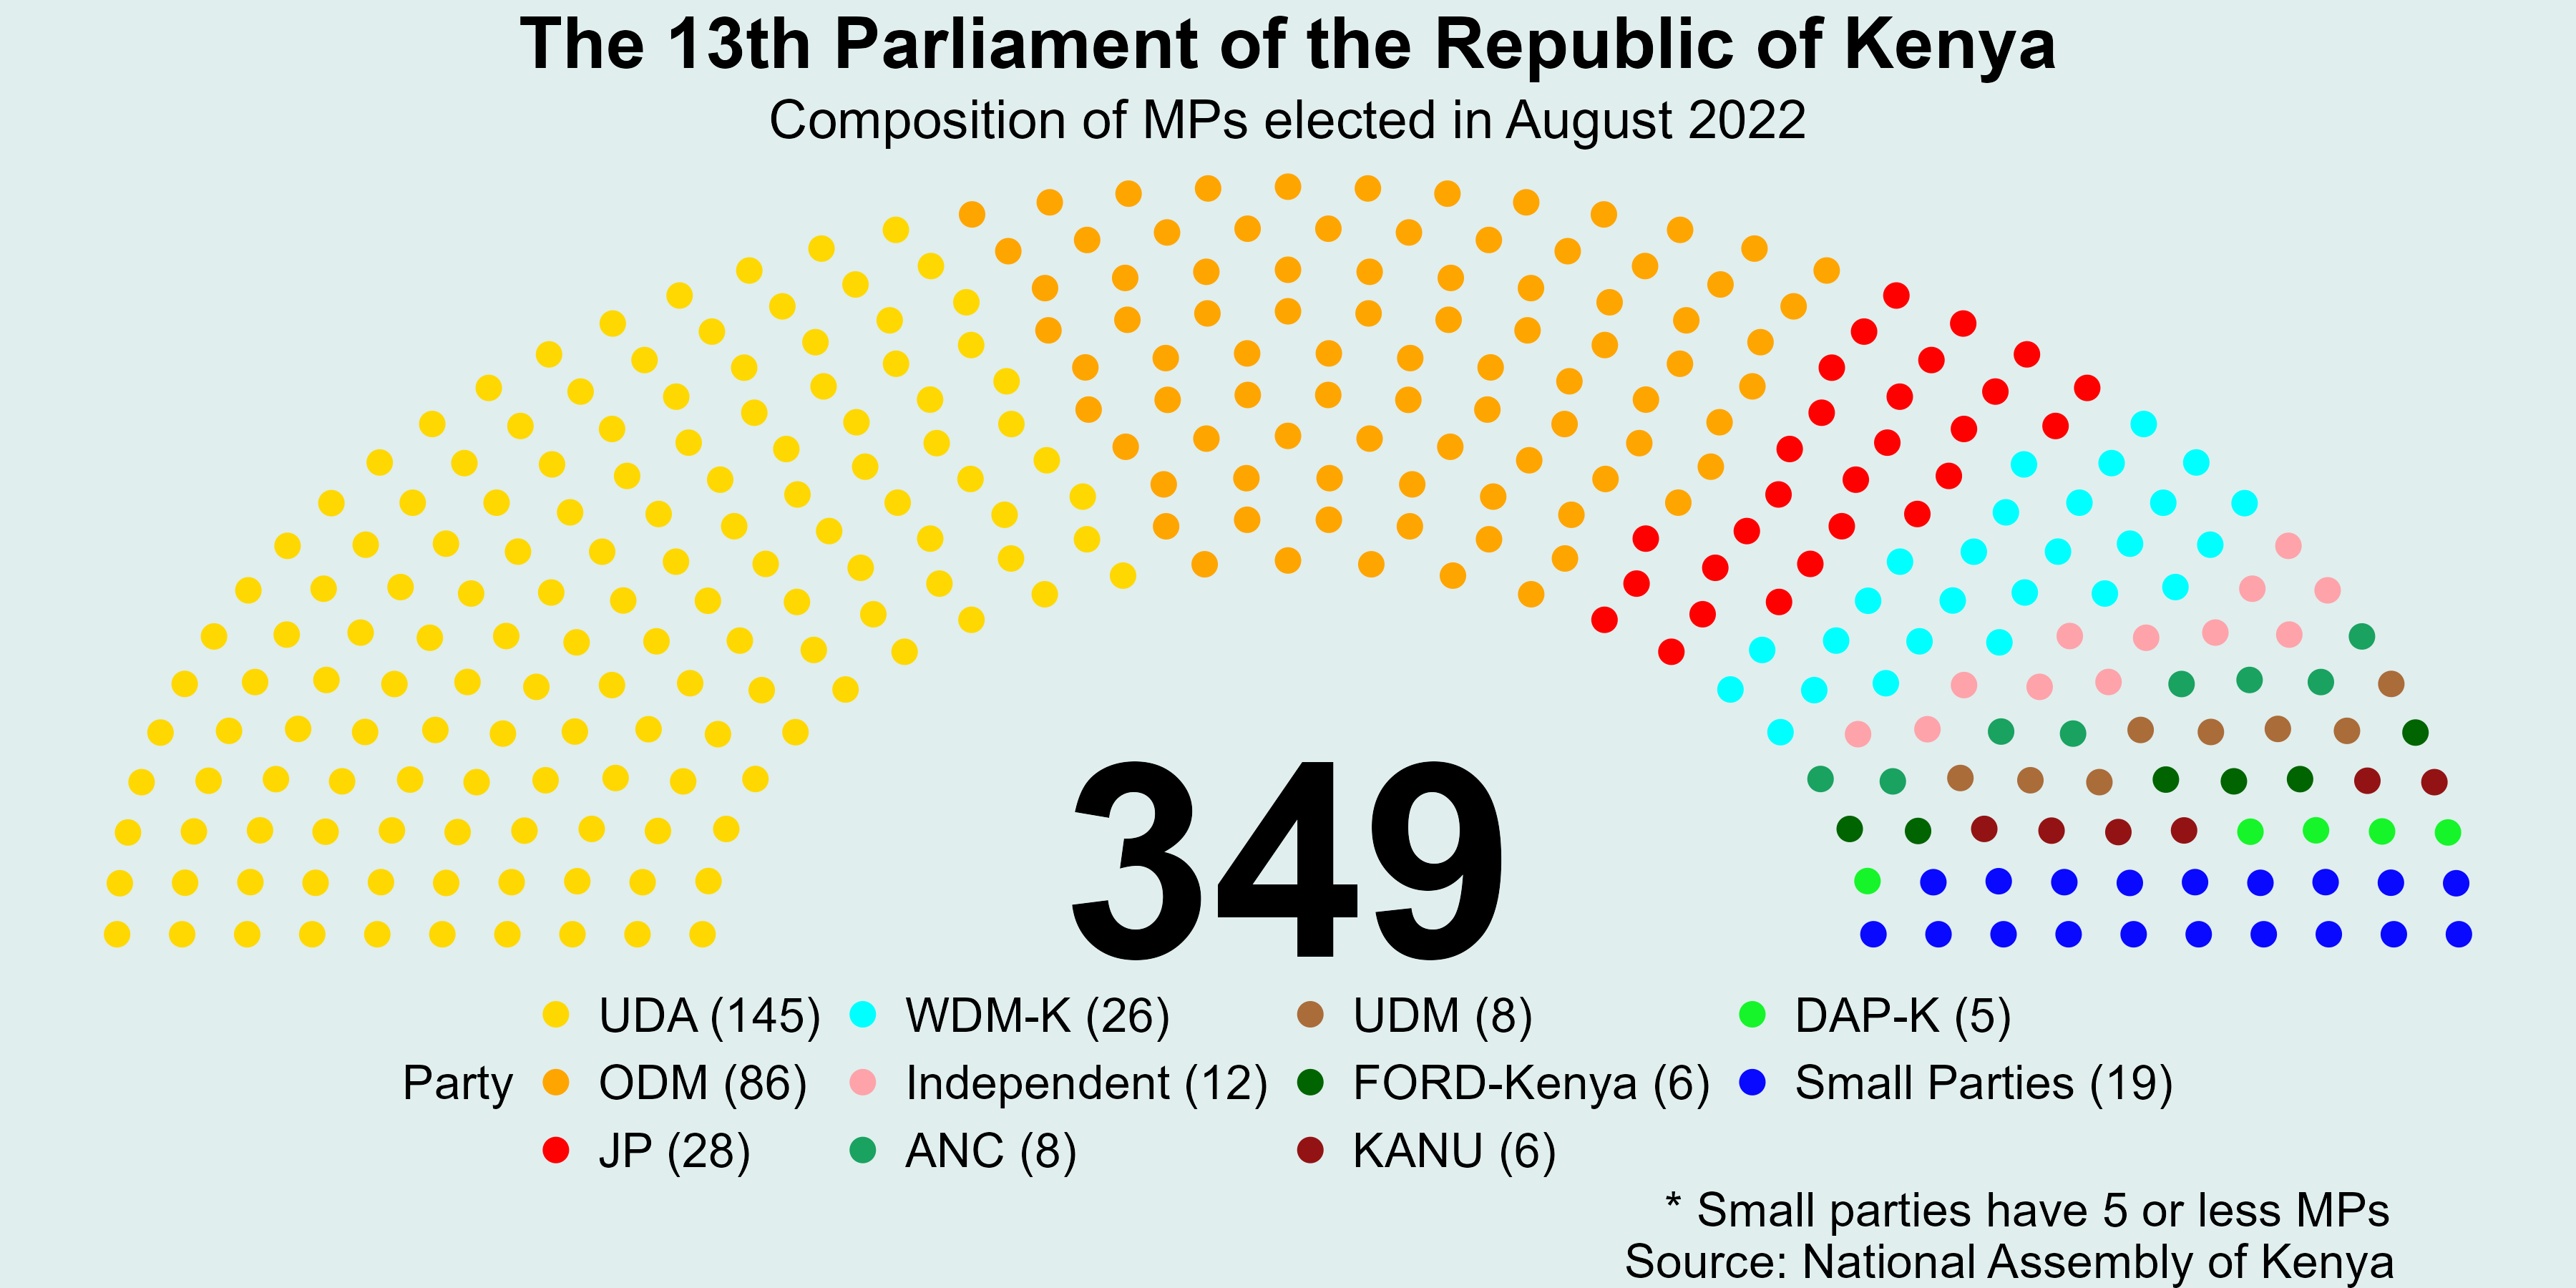 The 13th Parliament of the Republic of Kenya
Composition of MPs elected in August 2022
349
Party
UDA (145)
ODM (86)
JP (28)
WDM-K (26)
Independent (12)
ANC (8)
UDM (8)
FORD-Kenya (6)
KANU (6)
DAP-K (5)
Small Parties (19)
* Small parties have 5 or less MPs
Source: National Assembly of Kenya